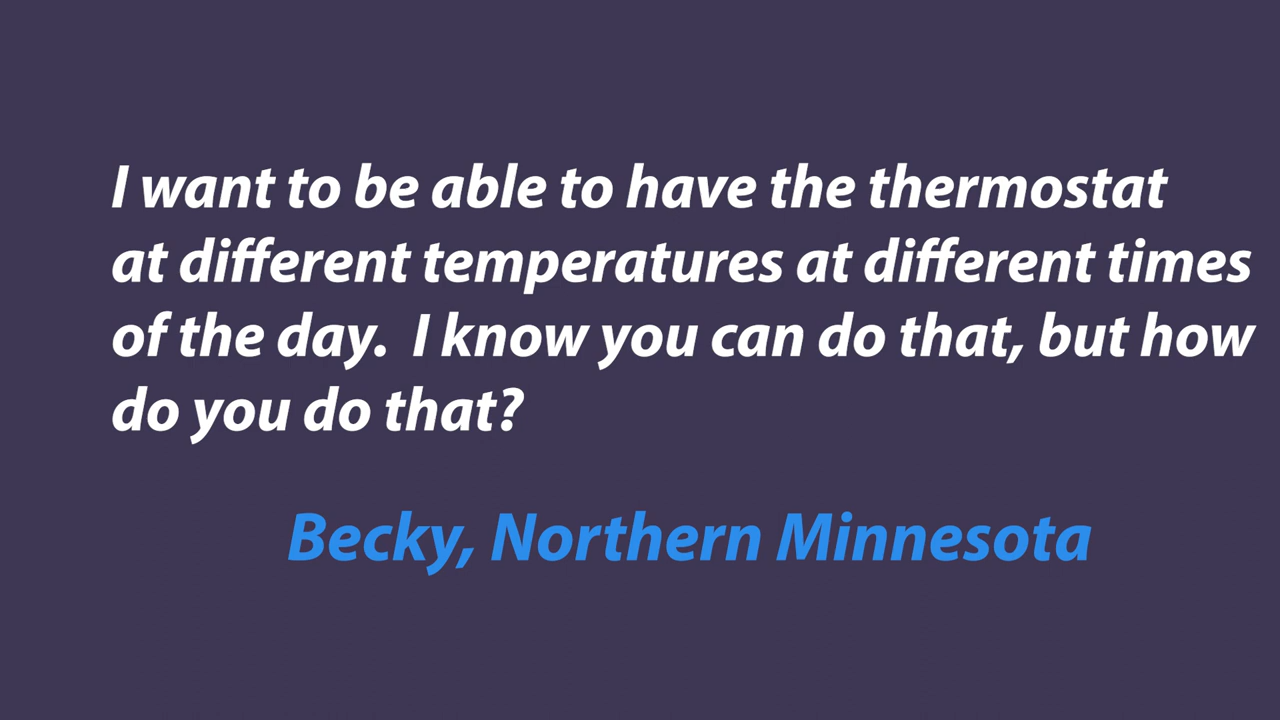 I want to be able to have the thermostat
at different temperatures at different times
of the day.  I know you can do that, but how
do you do that?
Becky, Northern Minnesota